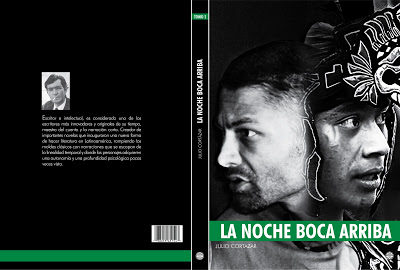 Escritor e intelectual, es considerado uno de los
escritores más innovadores y originales de su tiempo,
maestro del cuento y la narración corta. Creador de
importantes novelas que inauguraron una nueva forma
de hacer literatura en Latinoamérica, rompiendo los
moldes clásicos con narraciones que se escapan de
la linealidad temporal y donde los personajes adquieren
una autonomía y una profundidad psicológica pocas
veces vista.
TOMO 2
LA NOCHE BOCA ARRIBA
JULIO CORTAZAR
LA NOCHE BOCA ARRIBA
JULIO CORTAZAR